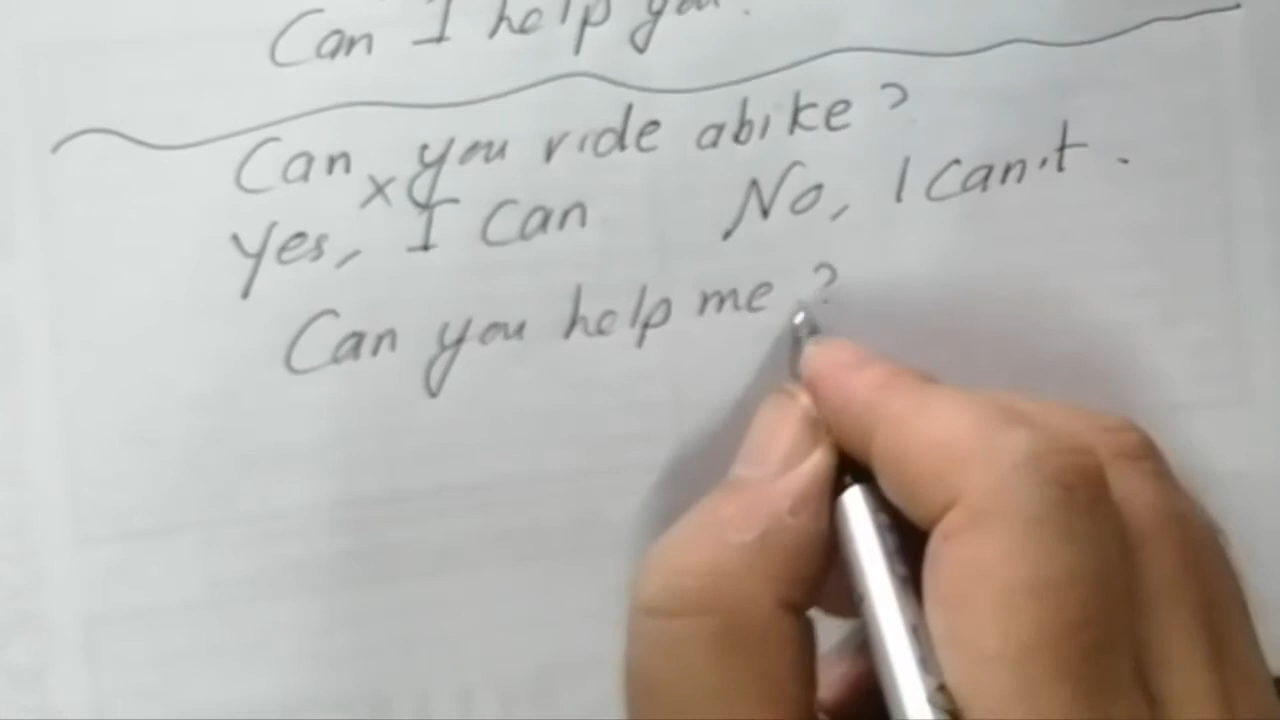 Can I help you.
Can you ride abike?
x
Yes, I can No, I can't.
Can you help me?